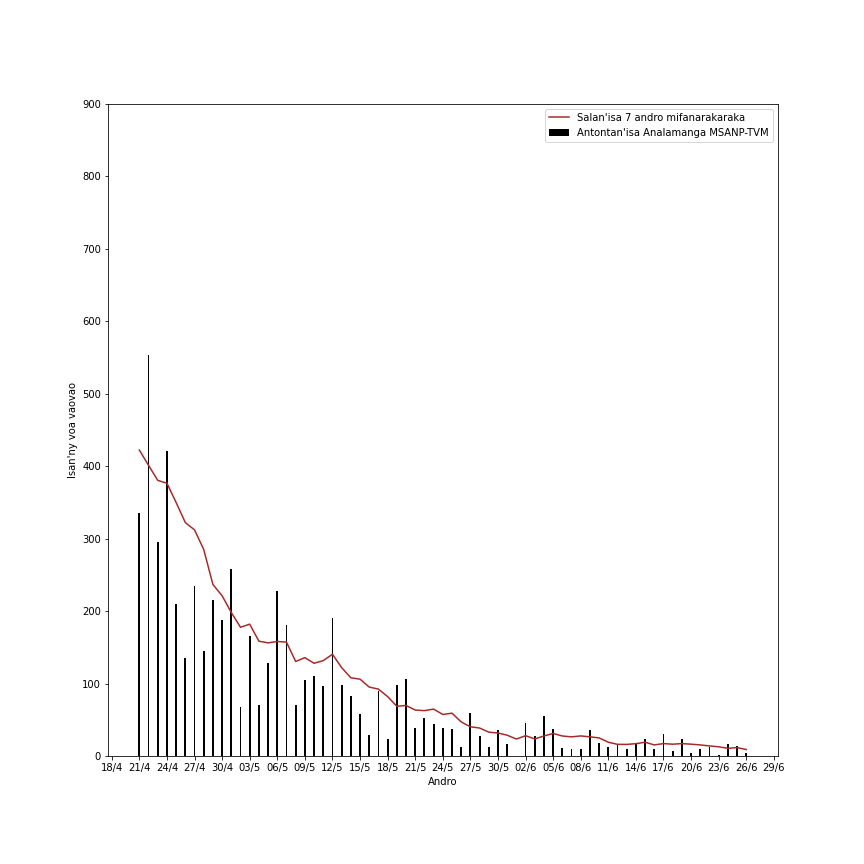 Salan'isa 7 andro mifanarakaraka
Antontan'isa Analamanga MSANP-TVM
900
800
700
600
500
400
300
200
100
0
Isan'ny voa vaovao
18/4 21/4 24/4 27/4 30/4 03/5 06/5 09/5 12/5 15/5 18/5 21/5 24/5 27/5 30/5 02/6 05/6 08/6 11/6 14/6 17/6 20/6 23/6 26/6 29/6
Andro